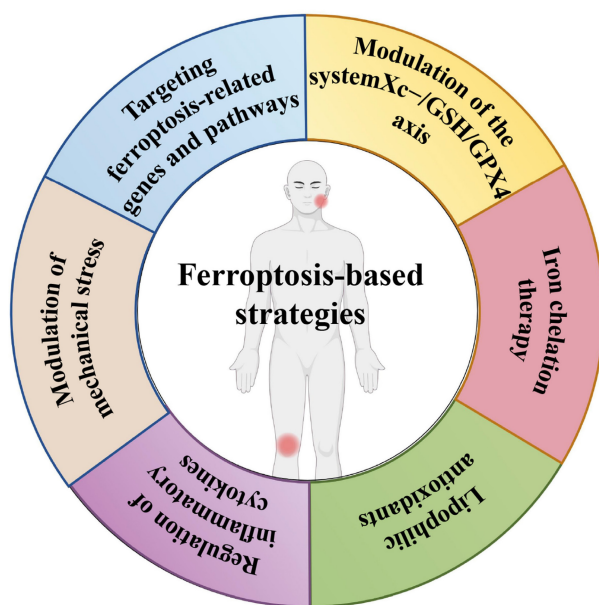 Targeting
ferroptosis-related
genes and pathways
Modulation of the
systemXc−/GSH/GPX4
axis
Iron chelation
therapy
Lipophilic
antioxidants
Regulation of
inflammatory
cytokines
Modulation of
mechanical stress
Ferroptosis-based
strategies